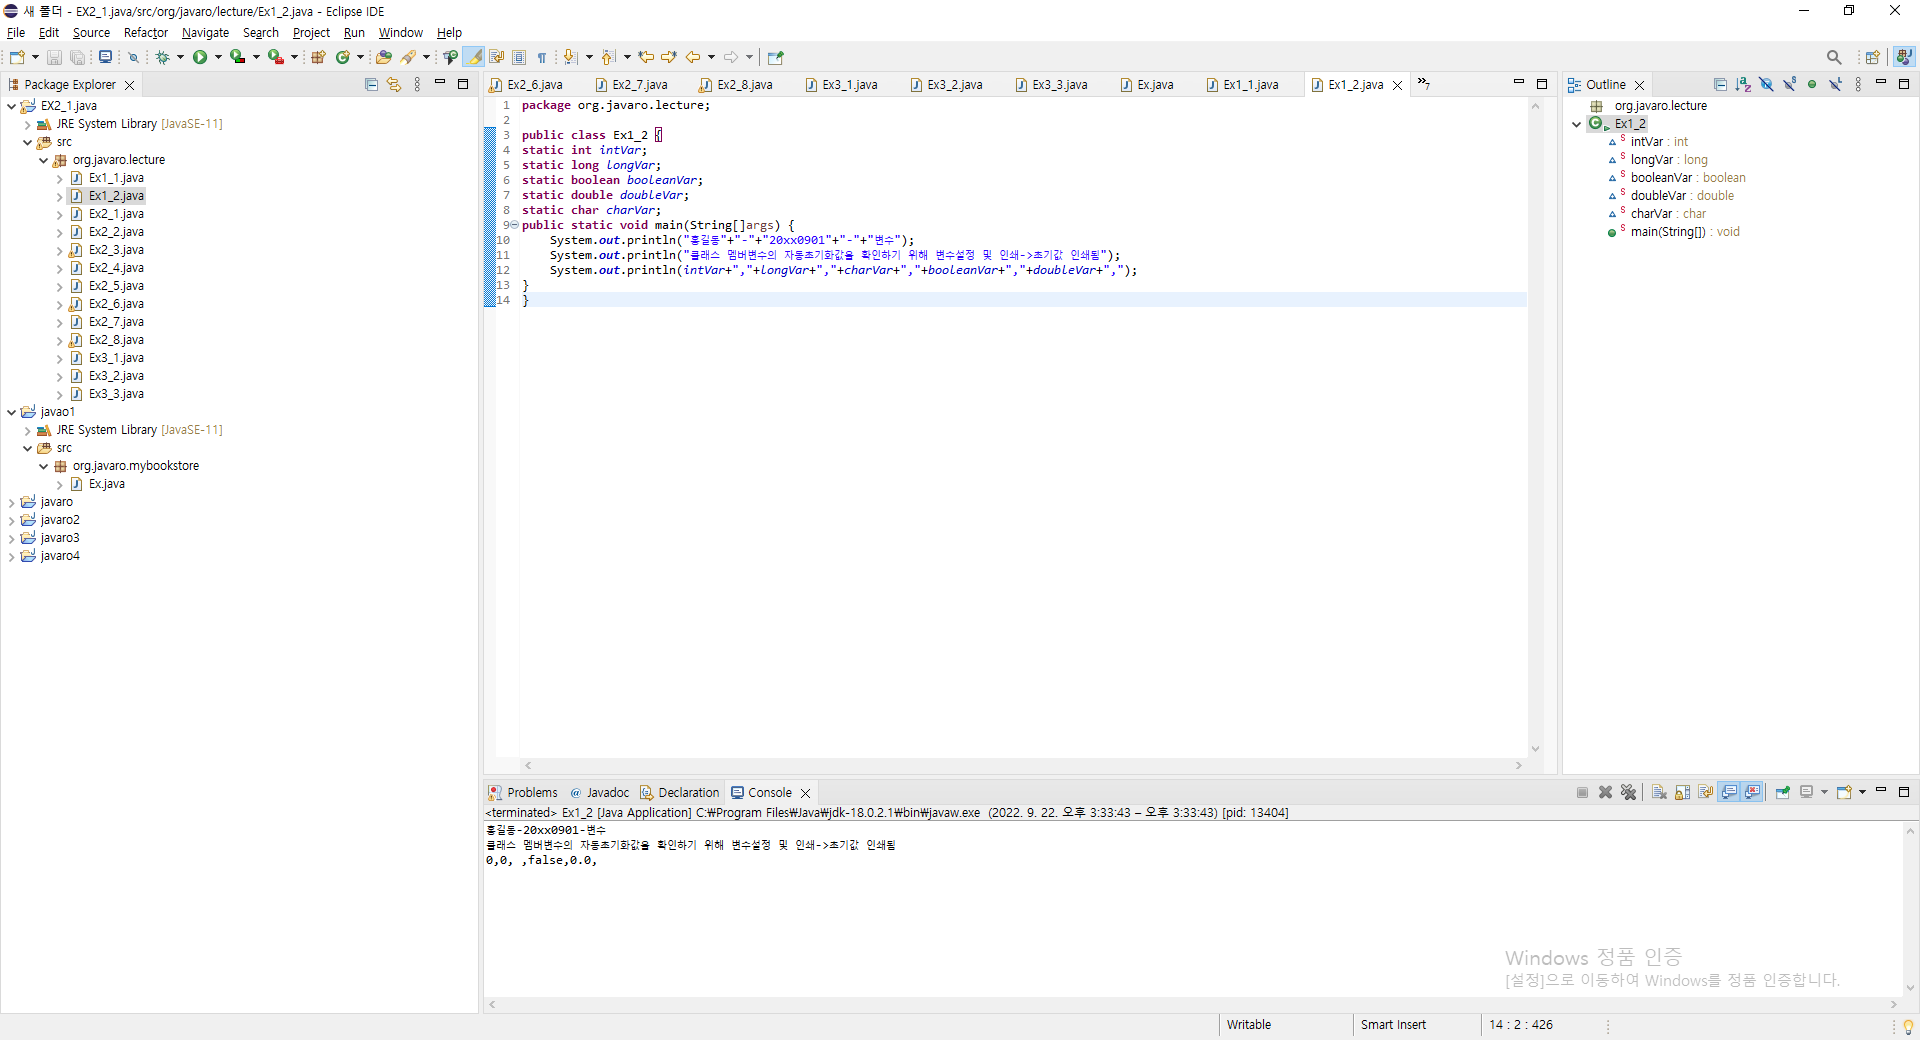 새 폴더 - EX2_1.java/src/org/javaro/lecture/Ex1_2.java - Eclipse IDE
File Edit Source Refactor Navigate Search Project Run Window Help
Package Explorer
EX2_1.java
JRE System Library [JavaSE-11]
src
org.javaro.lecture
Ex1_1.java
Ex1_2.java
Ex2_1.java
Ex2_2.java
Ex2_3.java
Ex2_4.java
Ex2_5.java
Ex2_6.java
Ex2_7.java
Ex2_8.java
Ex3_1.java
Ex3_2.java
Ex3_3.java
javao1
JRE System Library [JavaSE-11]
src
org.javaro.mybookstore
Ex.java
javaro
javaro2
javaro3
javaro4
Ex2_6.java Ex2_7.java Ex2_8.java Ex3_1.java Ex3_2.java Ex3_3.java Ex.java Ex1_1.java Ex1_2.java »7
1 package org.javaro.lecture;
2
3 public class Ex1_2 {
4 static int intVar;
5 static long longVar;
6 static boolean booleanVar;
7 static double doubleVar;
8 static char charVar;
9 public static void main(String[]args) {
10 System.out.println("홍길동"+"-"+"20xx0901"+"-"+"변수");
11 System.out.println("클래스 멤버변수의 자동초기화값을 확인하기 위해 변수설정 및 인쇄->초기값 인쇄됨");
12 System.out.println(intVar+","+longVar+","+charVar+","+booleanVar+","+doubleVar+",");
13 }
14 }
Outline
org.javaro.lecture
Ex1_2
intVar : int
longVar : long
booleanVar : boolean
doubleVar : double
charVar : char
main(String[]) : void
Problems Javadoc Declaration Console
<terminated> Ex1_2 [Java Application] C:₩Program Files₩Java₩jdk-18.0.2.1₩bin₩javaw.exe (2022. 9. 22. 오후 3:33:43 – 오후 3:33:43) [pid: 13404]
홍길동-20xx0901-변수
클래스 멤버변수의 자동초기화값을 확인하기 위해 변수설정 및 인쇄->초기값 인쇄됨
0,0, ,false,0.0,
Windows 정품 인증
[설정]으로 이동하여 Windows를 정품 인증합니다.
Writable Smart Insert 14 : 2 : 426